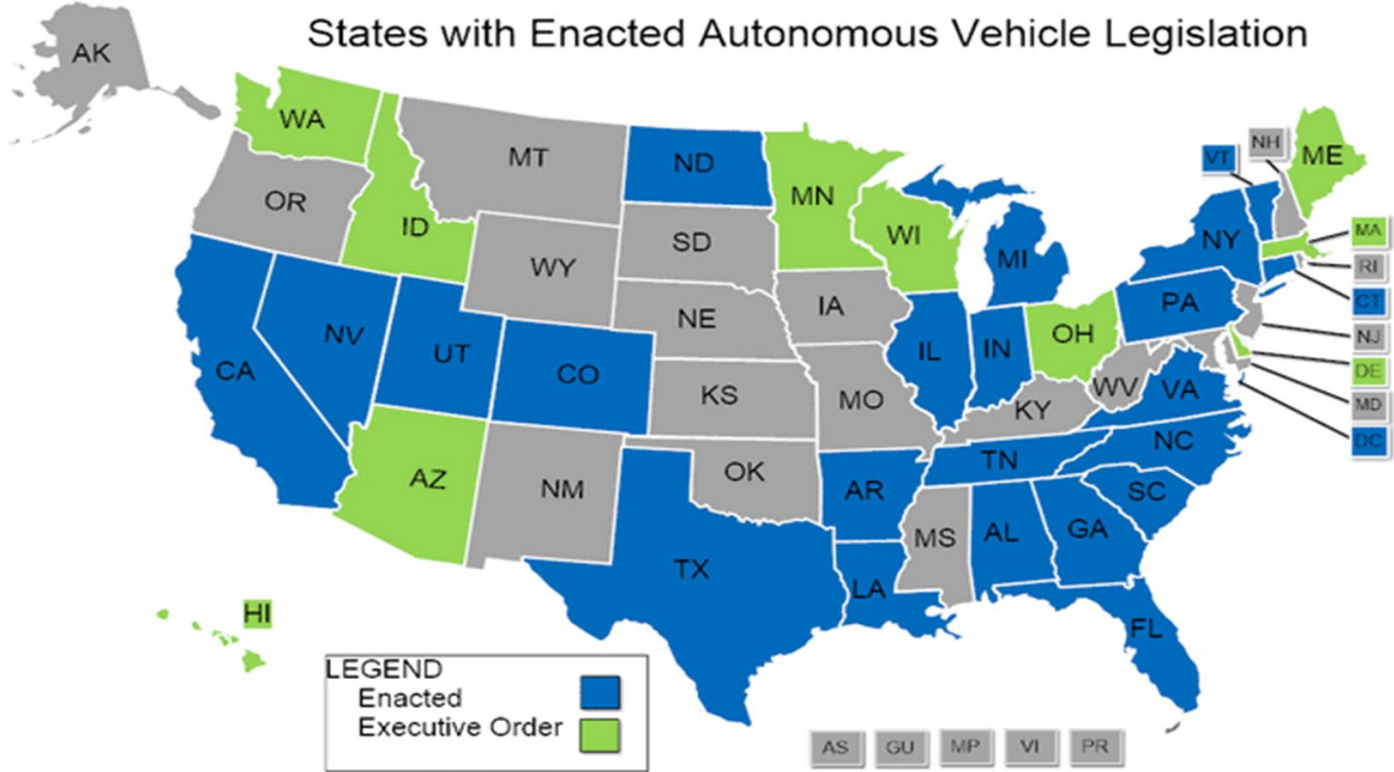 States with Enacted Autonomous Vehicle Legislation
AK
WA
MT
ND
MN
VT
NH
ME
OR
ID
WY
SD
WI
MI
NY
MA
RI
CT
NJ
DE
MD
DC
CA
NV
UT
CO
NE
IA
IL
IN
OH
PA
KS
MO
KY
WV
VA
AZ
NM
OK
AR
TN
NC
SC
TX
LA
MS
AL
GA
FL
HI
LEGEND
Enacted
Executive Order
AS
GU
MP
VI
PR